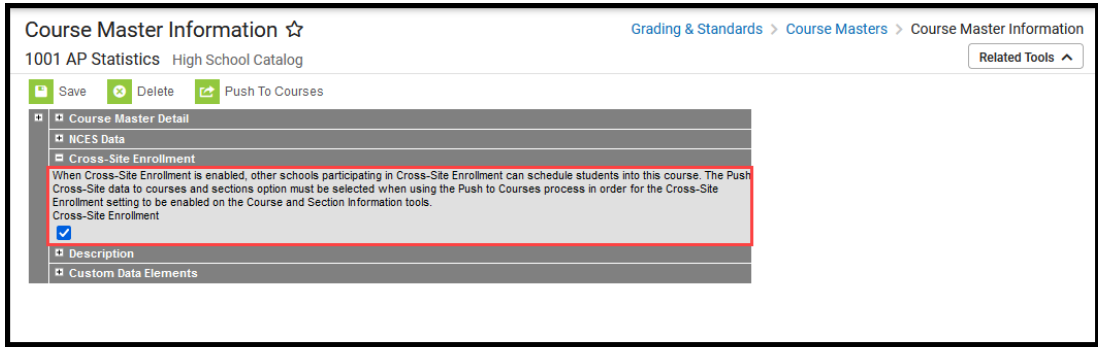 Course Master Information ☆
Grading & Standards > Course Masters > Course Master Information
1001 AP Statistics High School Catalog
Related Tools
Save Delete Push To Courses
Course Master Detail
NCES Data
Cross-Site Enrollment
When Cross-Site Enrollment is enabled, other schools participating in Cross-Site Enrollment can schedule students into this course. The Push
Cross-Site data to courses and sections option must be selected when using the Push to Courses process in order for the Cross-Site
Enrollment setting to be enabled on the Course and Section Information tools.
Cross-Site Enrollment
Description
Custom Data Elements